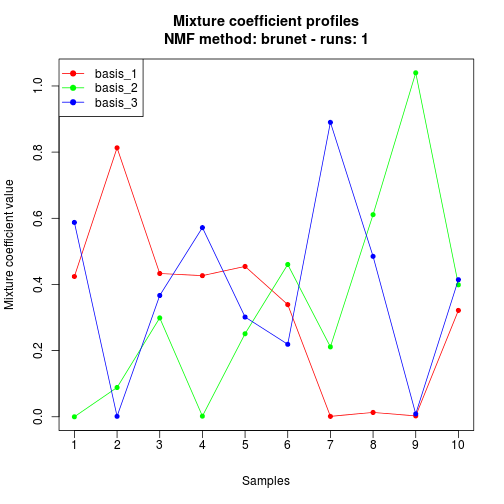 Mixture coefficient profiles
NMF method: brunet - runs: 1
basis_1
basis_2
basis_3
Mixture coefficient value
1.0
0.8
0.6
0.4
0.2
0.0
1 2 3 4 5 6 7 8 9 10
Samples